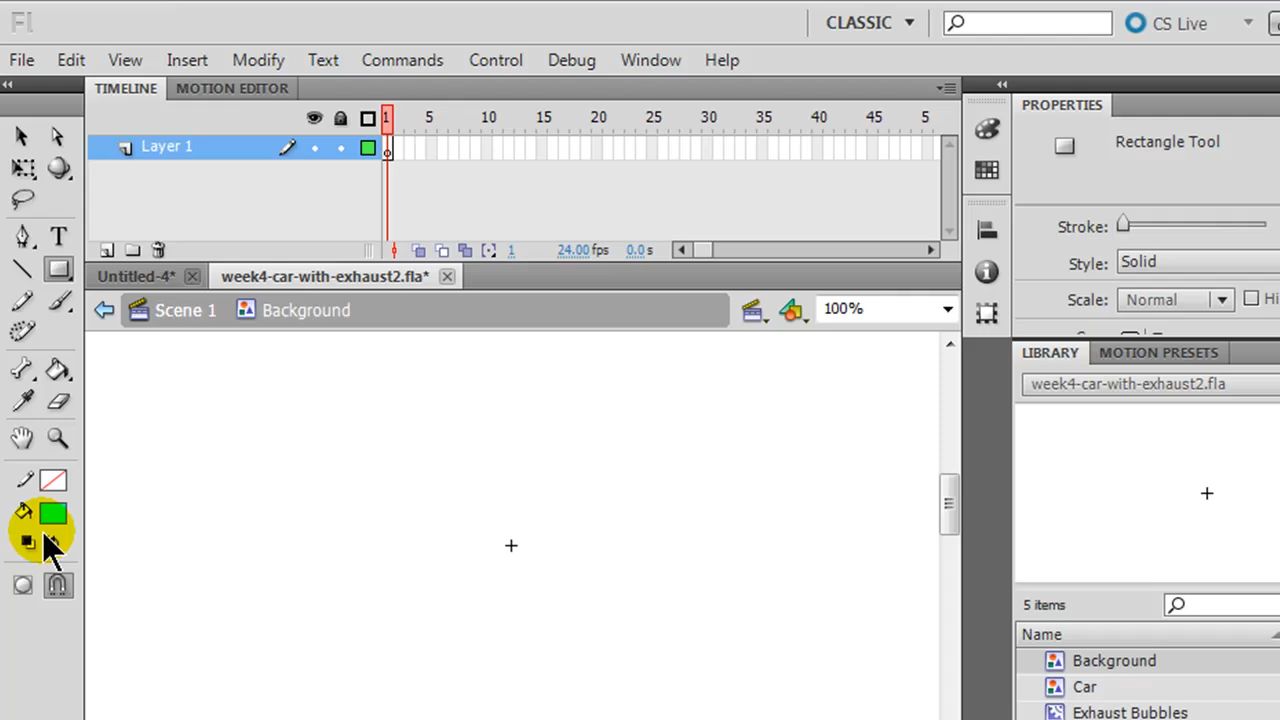 Fl CLASSIC CS Live
File Edit View Insert Modify Text Commands Control Debug Window Help
TIMELINE MOTION EDITOR
1 5 10 15 20 25 30 35 40 45 5
Layer 1
1 24.00 fps 0.0 s
Untitled-4* week4-car-with-exhaust2.fla*
Scene 1 Background 100%
PROPERTIES
Rectangle Tool
Stroke:
Style: Solid
Scale: Normal Hi
LIBRARY MOTION PRESETS
week4-car-with-exhaust2.fla
5 items
Name
Background
Car
Exhaust Bubbles